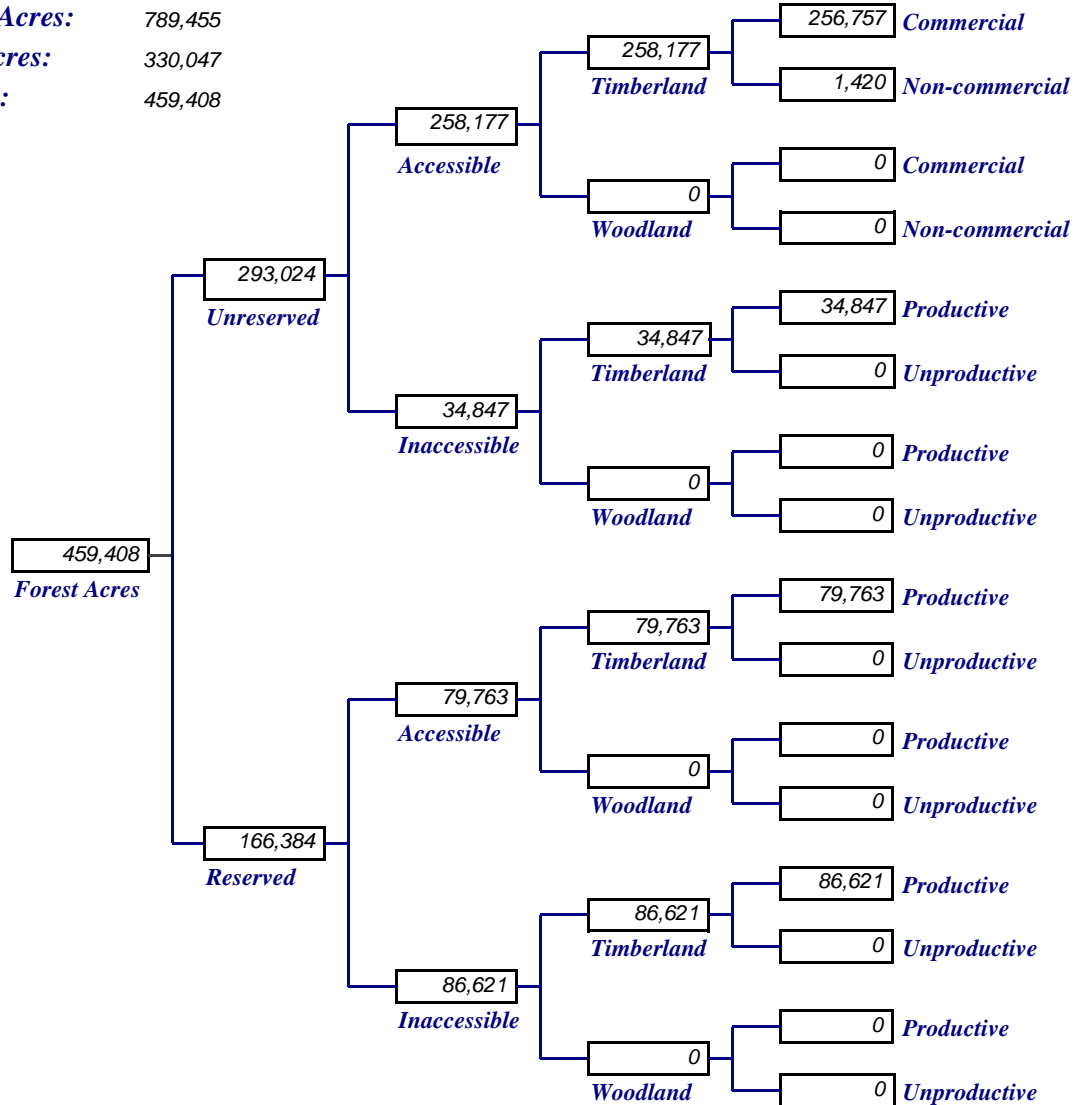 Acres: 789,455
cres: 330,047
: 459,408
256,757 Commercial
258,177
Timberland
1,420 Non-commercial
258,177
Accessible
0 Commercial
0
Woodland
0 Non-commercial
293,024
Unreserved
34,847 Productive
34,847
Timberland
0 Unproductive
34,847
Inaccessible
0 Productive
0
Woodland
0 Unproductive
459,408
Forest Acres
79,763 Productive
79,763
Timberland
0 Unproductive
79,763
Accessible
0 Productive
0
Woodland
0 Unproductive
166,384
Reserved
86,621 Productive
86,621
Timberland
0 Unproductive
86,621
Inaccessible
0 Productive
0
Woodland
0 Unproductive